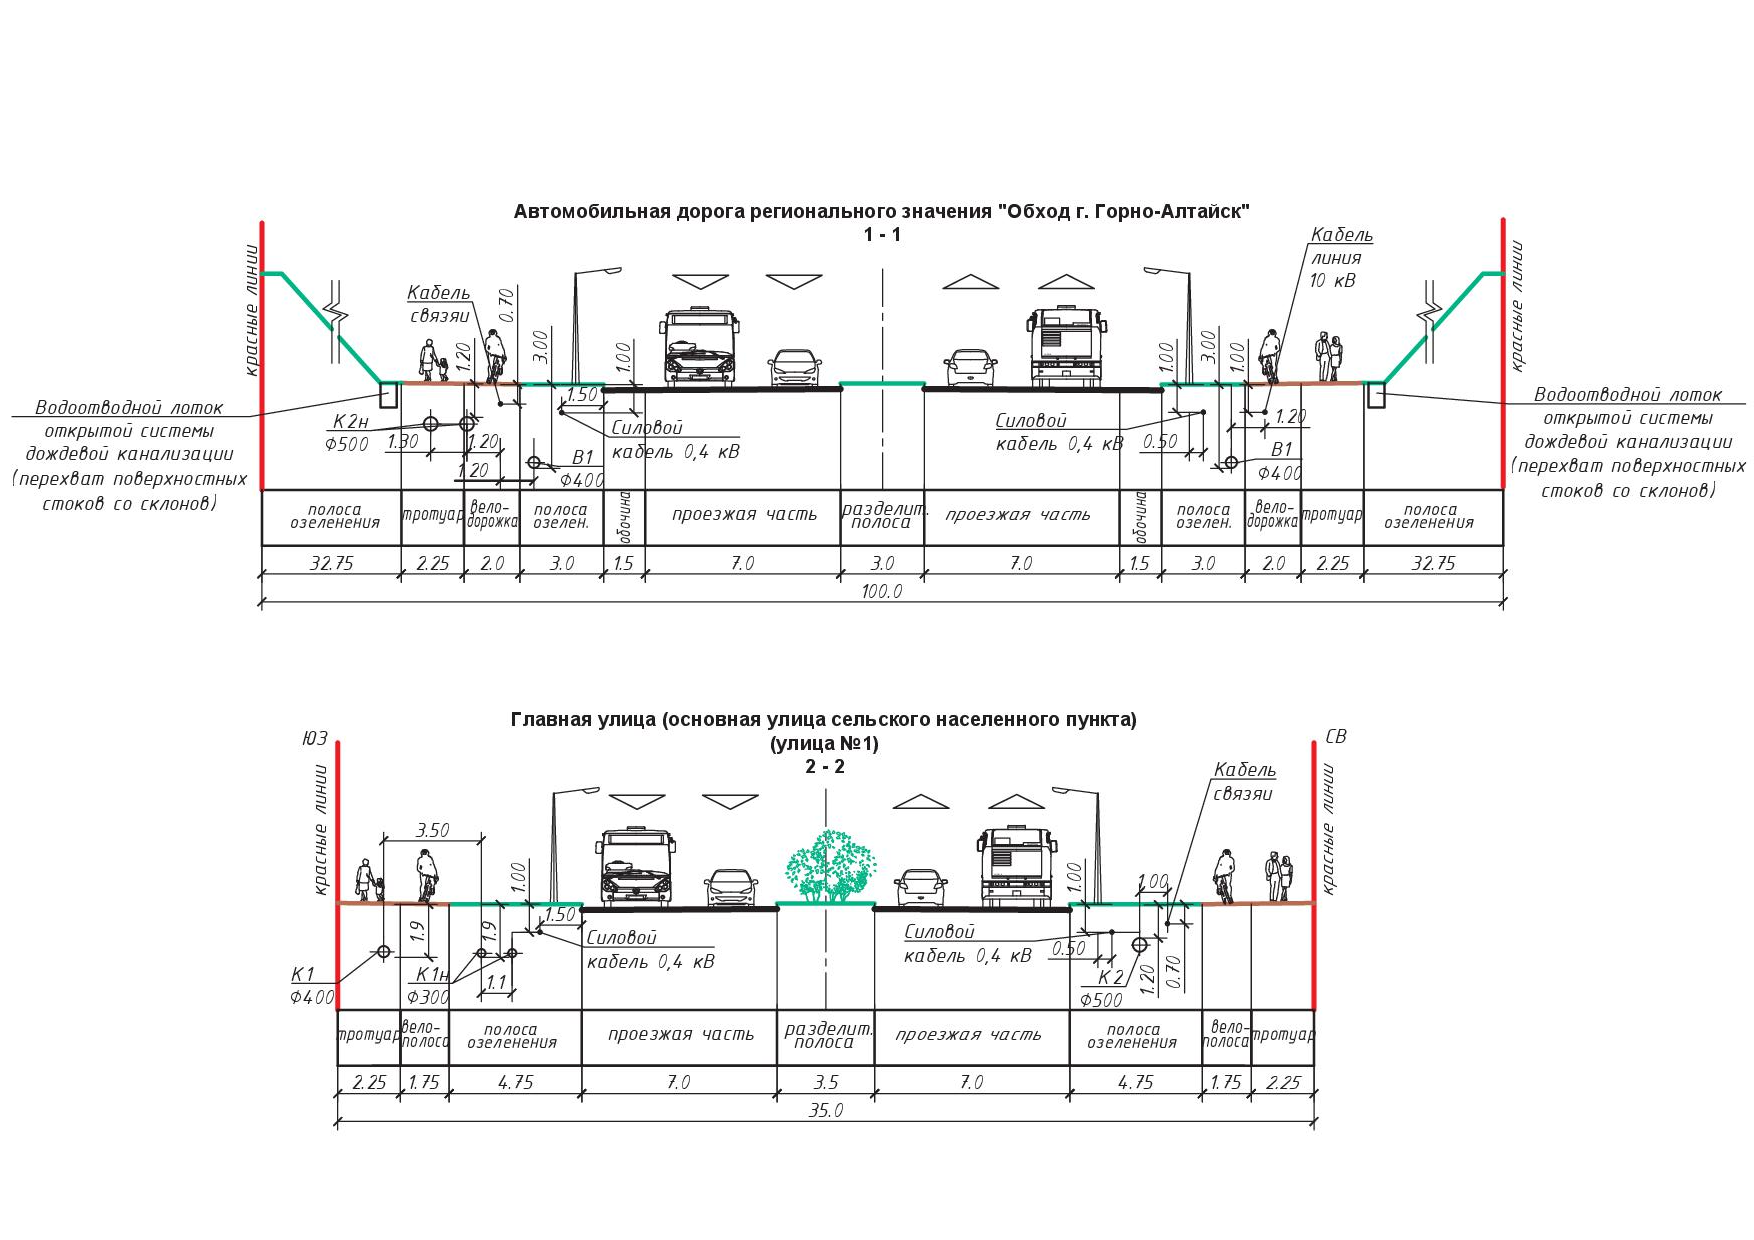 Автомобильная дорога регионального значения "Обход г. Горно-Алтайск"
1 - 1
красные линии
Кабель
связяи
0.70
1.20
3.00
1.00
1.50
Кабель
линия
10 кВ
1.00
3.00
1.00
красные линии
Водоотводной лоток
открытой системы
дождевой канализации
(перехват поверхностных
стоков со склонов)
К2н
Ф500
1.30
1.20
1.20
В1
Ф400
Силовой
кабель 0,4 кВ
Силовой
кабель 0,4 кВ
0.50
1.20
В1
Ф400
Водоотводной лоток
открытой системы
дождевой канализации
(перехват поверхностных
стоков со склонов)
полоса
озеленения
тротуар
вело-
дорожка
полоса
озелен.
обочина
проезжая часть
разделит.
полоса
проезжая часть
обочина
полоса
озелен.
вело-
дорожка
тротуар
полоса
озеленения
32.75 2.25 2.0 3.0 1.5 7.0 3.0 7.0 1.5 3.0 2.0 2.25 32.75
100.0
Главная улица (основная улица сельского населенного пункта)
(улица №1)
2 - 2
ЮЗ
СВ
красные линии
3.50
1.00
1.50
1.9
1.9
1.1
К1
Ф400
К1н
Ф300
Силовой
кабель 0,4 кВ
Силовой
кабель 0,4 кВ
1.00
0.50
1.00
Кабель
связяи
К2
Ф500
1.20
0.70
красные линии
тротуар
вело-
полоса
полоса
озеленения
проезжая часть
разделит.
полоса
проезжая часть
полоса
озеленения
вело-
полоса
тротуар
2.25 1.75 4.75 7.0 3.5 7.0 4.75 1.75 2.25
35.0